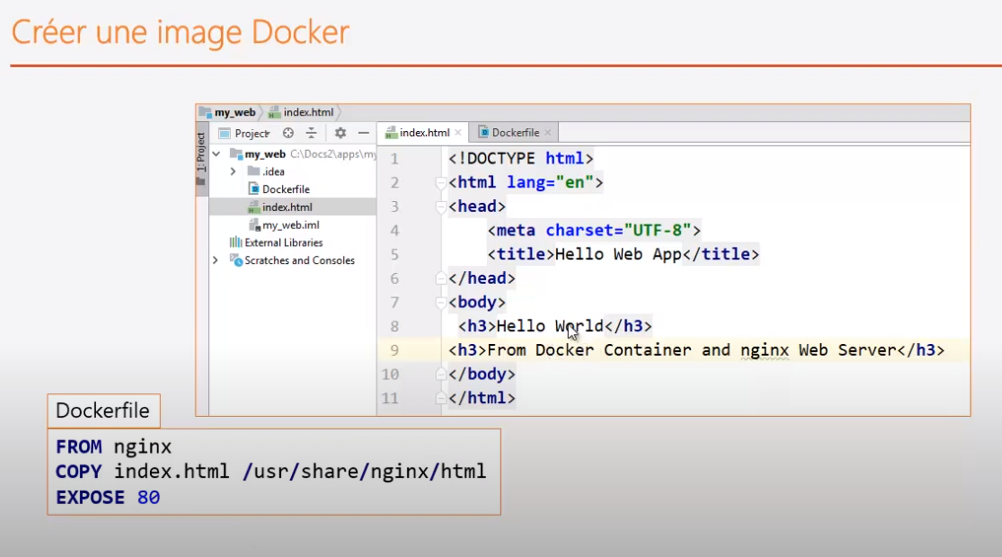 Créer une image Docker
my_web index.html
Project
index.html Dockerfile
1: Project
my_web C:\Docs2\apps\my
.idea
Dockerfile
index.html
my_web.iml
External Libraries
Scratches and Consoles
1 <!DOCTYPE html>
2 <html lang="en">
3 <head>
4 <meta charset="UTF-8">
5 <title>Hello Web App</title>
6 </head>
7 <body>
8 <h3>Hello World</h3>
9 <h3>From Docker Container and nginx Web Server</h3>
10 </body>
11 </html>
Dockerfile
FROM nginx
COPY index.html /usr/share/nginx/html
EXPOSE 80